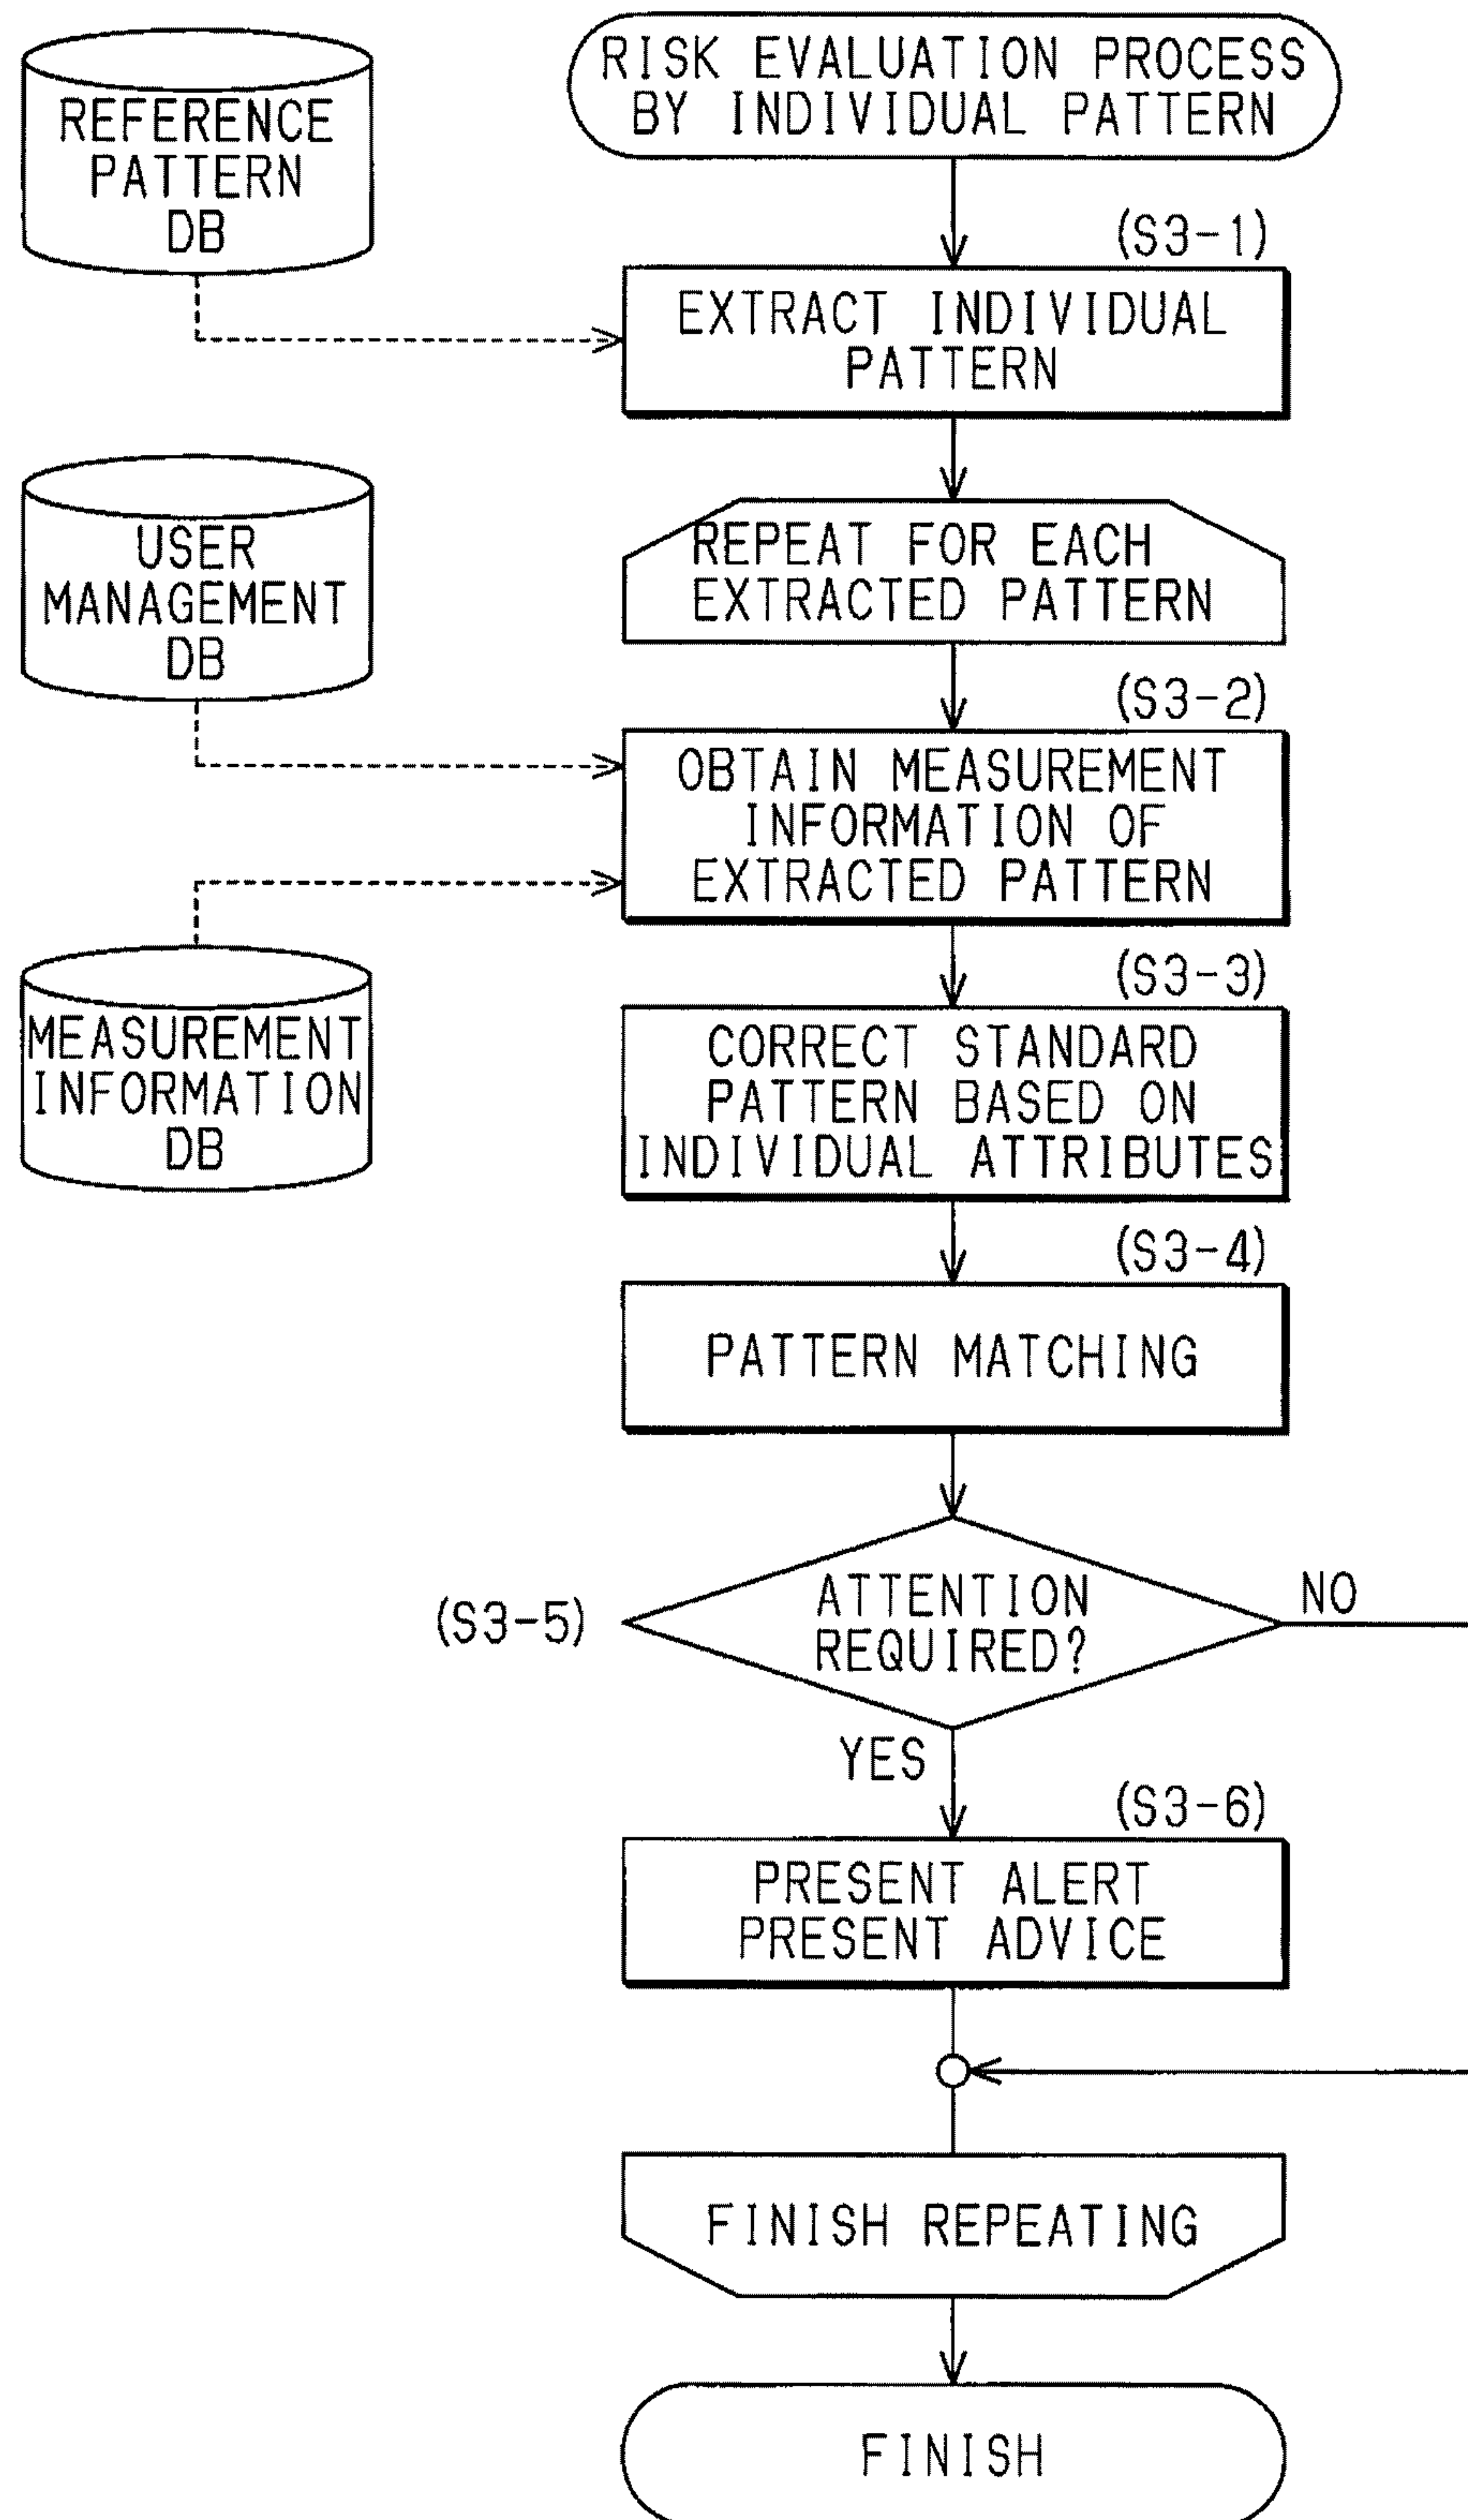 RISK EVALUATION PROCESS
BY INDIVIDUAL PATTERN
REFERENCE
PATTERN
DB
(S3-1)
EXTRACT INDIVIDUAL
PATTERN
USER
MANAGEMENT
DB
REPEAT FOR EACH
EXTRACTED PATTERN
(S3-2)
OBTAIN MEASUREMENT
INFORMATION OF
EXTRACTED PATTERN
MEASUREMENT
INFORMATION
DB
(S3-3)
CORRECT STANDARD
PATTERN BASED ON
INDIVIDUAL ATTRIBUTES
(S3-4)
PATTERN MATCHING
(S3-5)
ATTENTION
REQUIRED?
NO
YES
(S3-6)
PRESENT ALERT
PRESENT ADVICE
FINISH REPEATING
FINISH